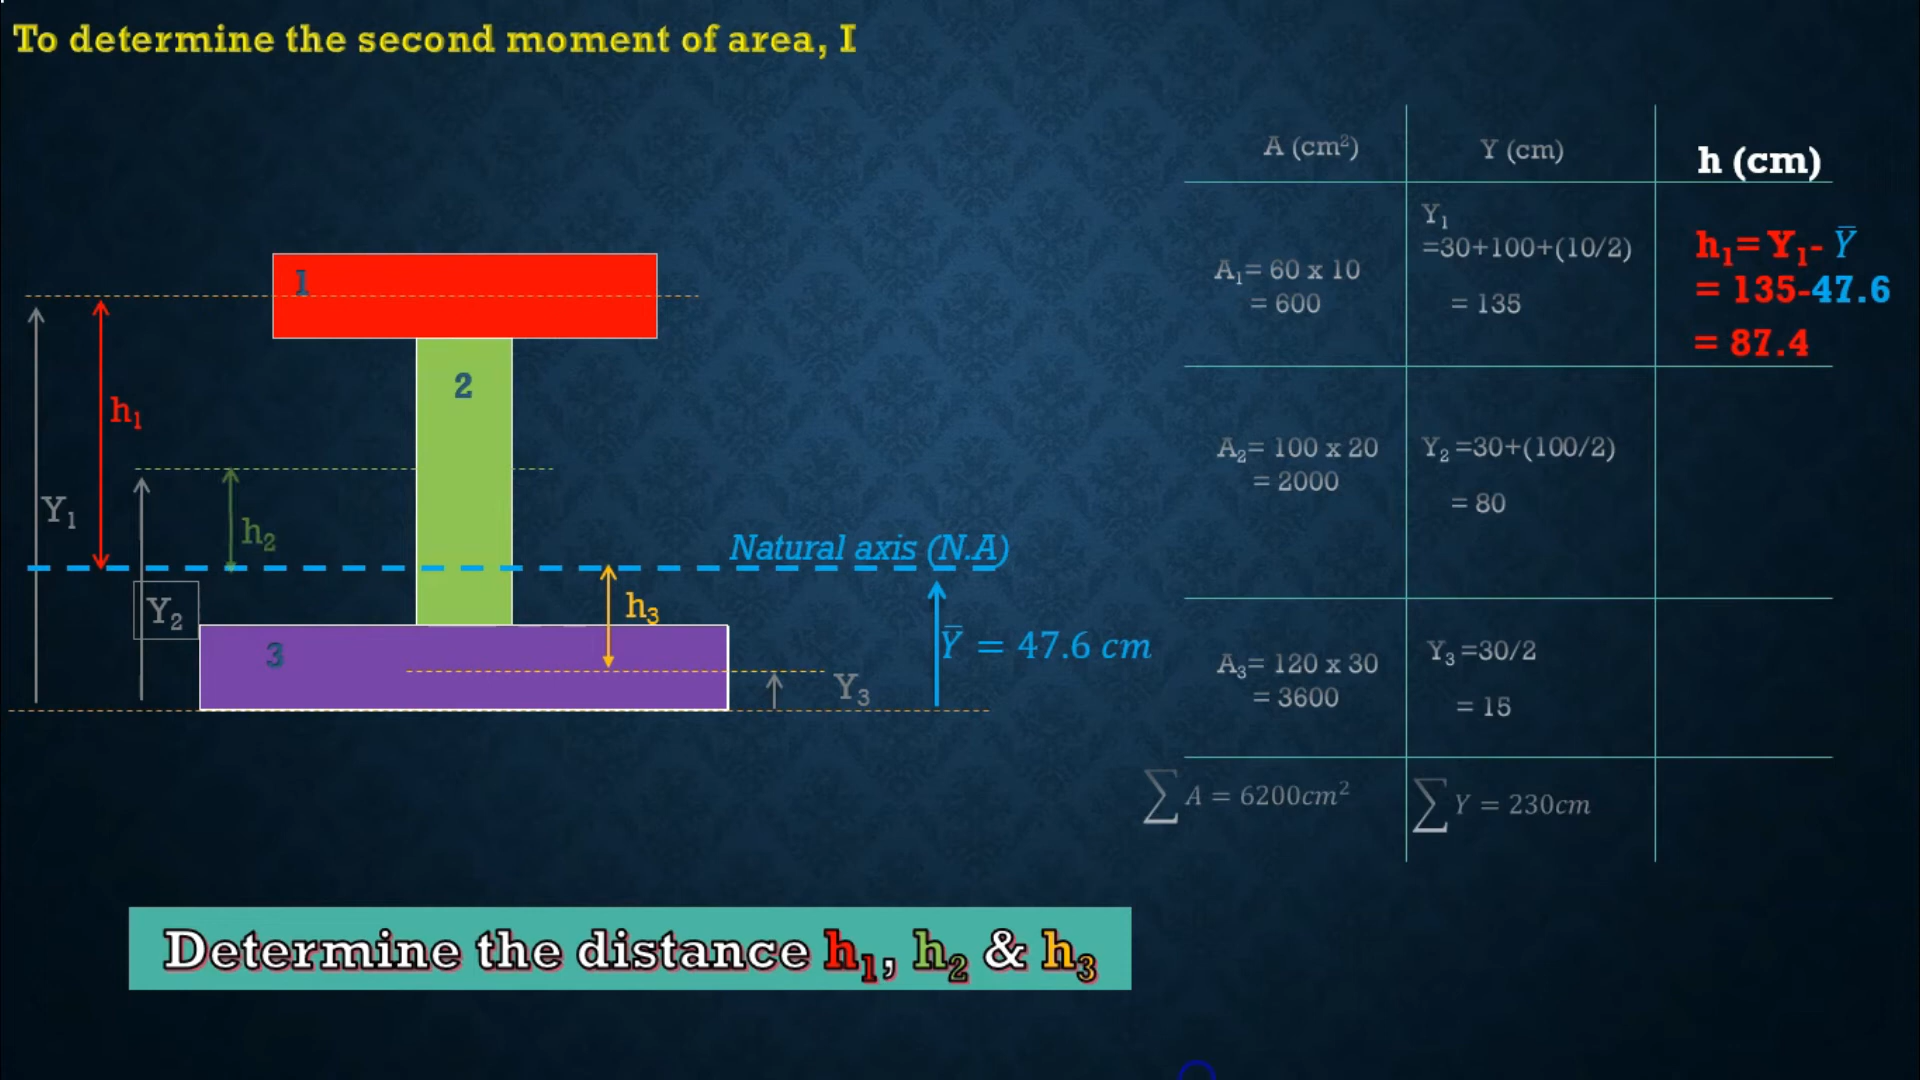 To determine the second moment of area, I
A (cm²)
Y (cm)
h (cm)
A₁= 60 x 10
= 600
Y₁
=30+100+(10/2)
= 135
h₁= Y₁- Y̅
= 135-47.6
= 87.4
A₂= 100 x 20
= 2000
Y₂ =30+(100/2)
= 80
A₃= 120 x 30
= 3600
Y₃ =30/2
= 15
∑ A = 6200cm²
∑ Y = 230cm
1
2
3
h₁
Y₁
h₂
Y₂
Natural axis (N.A)
h₃
Y̅ = 47.6 cm
Y₃
Determine the distance h₁, h₂ & h₃